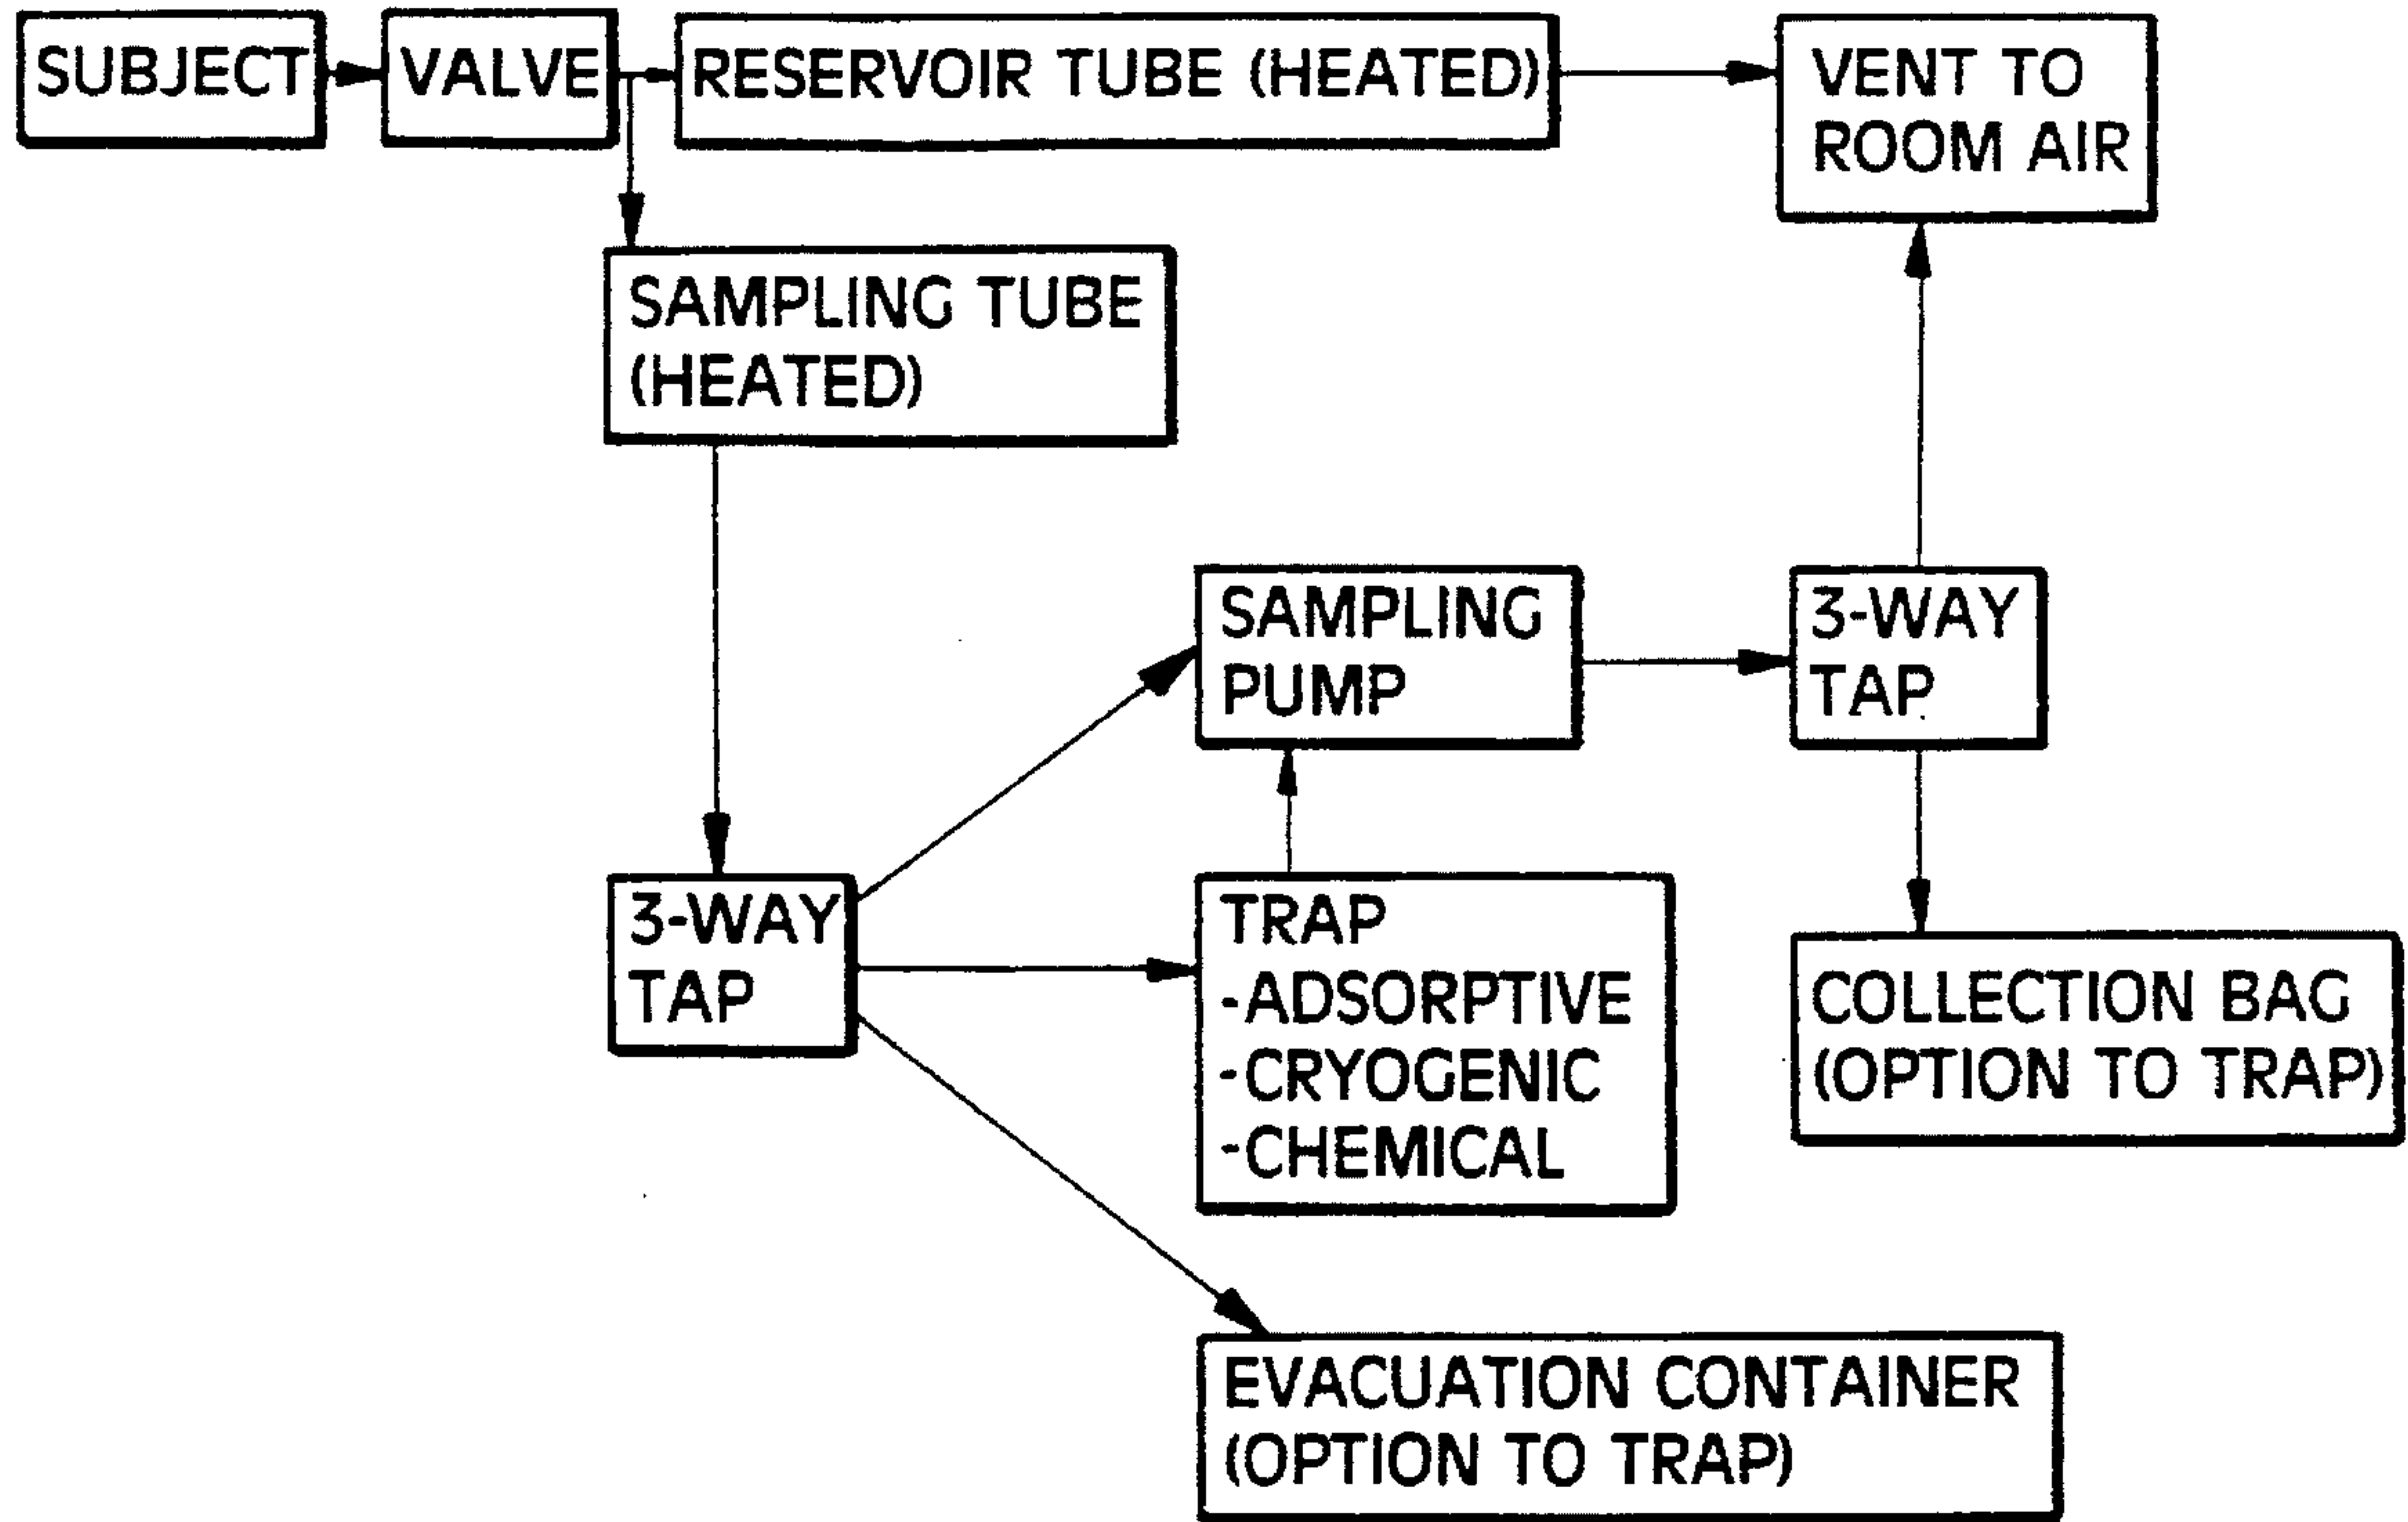 SUBJECT
VALVE
RESERVOIR TUBE (HEATED)
VENT TO
ROOM AIR
SAMPLING TUBE
(HEATED)
SAMPLING
PUMP
3-WAY
TAP
3-WAY
TAP
TRAP
-ADSORPTIVE
-CRYOGENIC
-CHEMICAL
COLLECTION BAG
(OPTION TO TRAP)
EVACUATION CONTAINER
(OPTION TO TRAP)